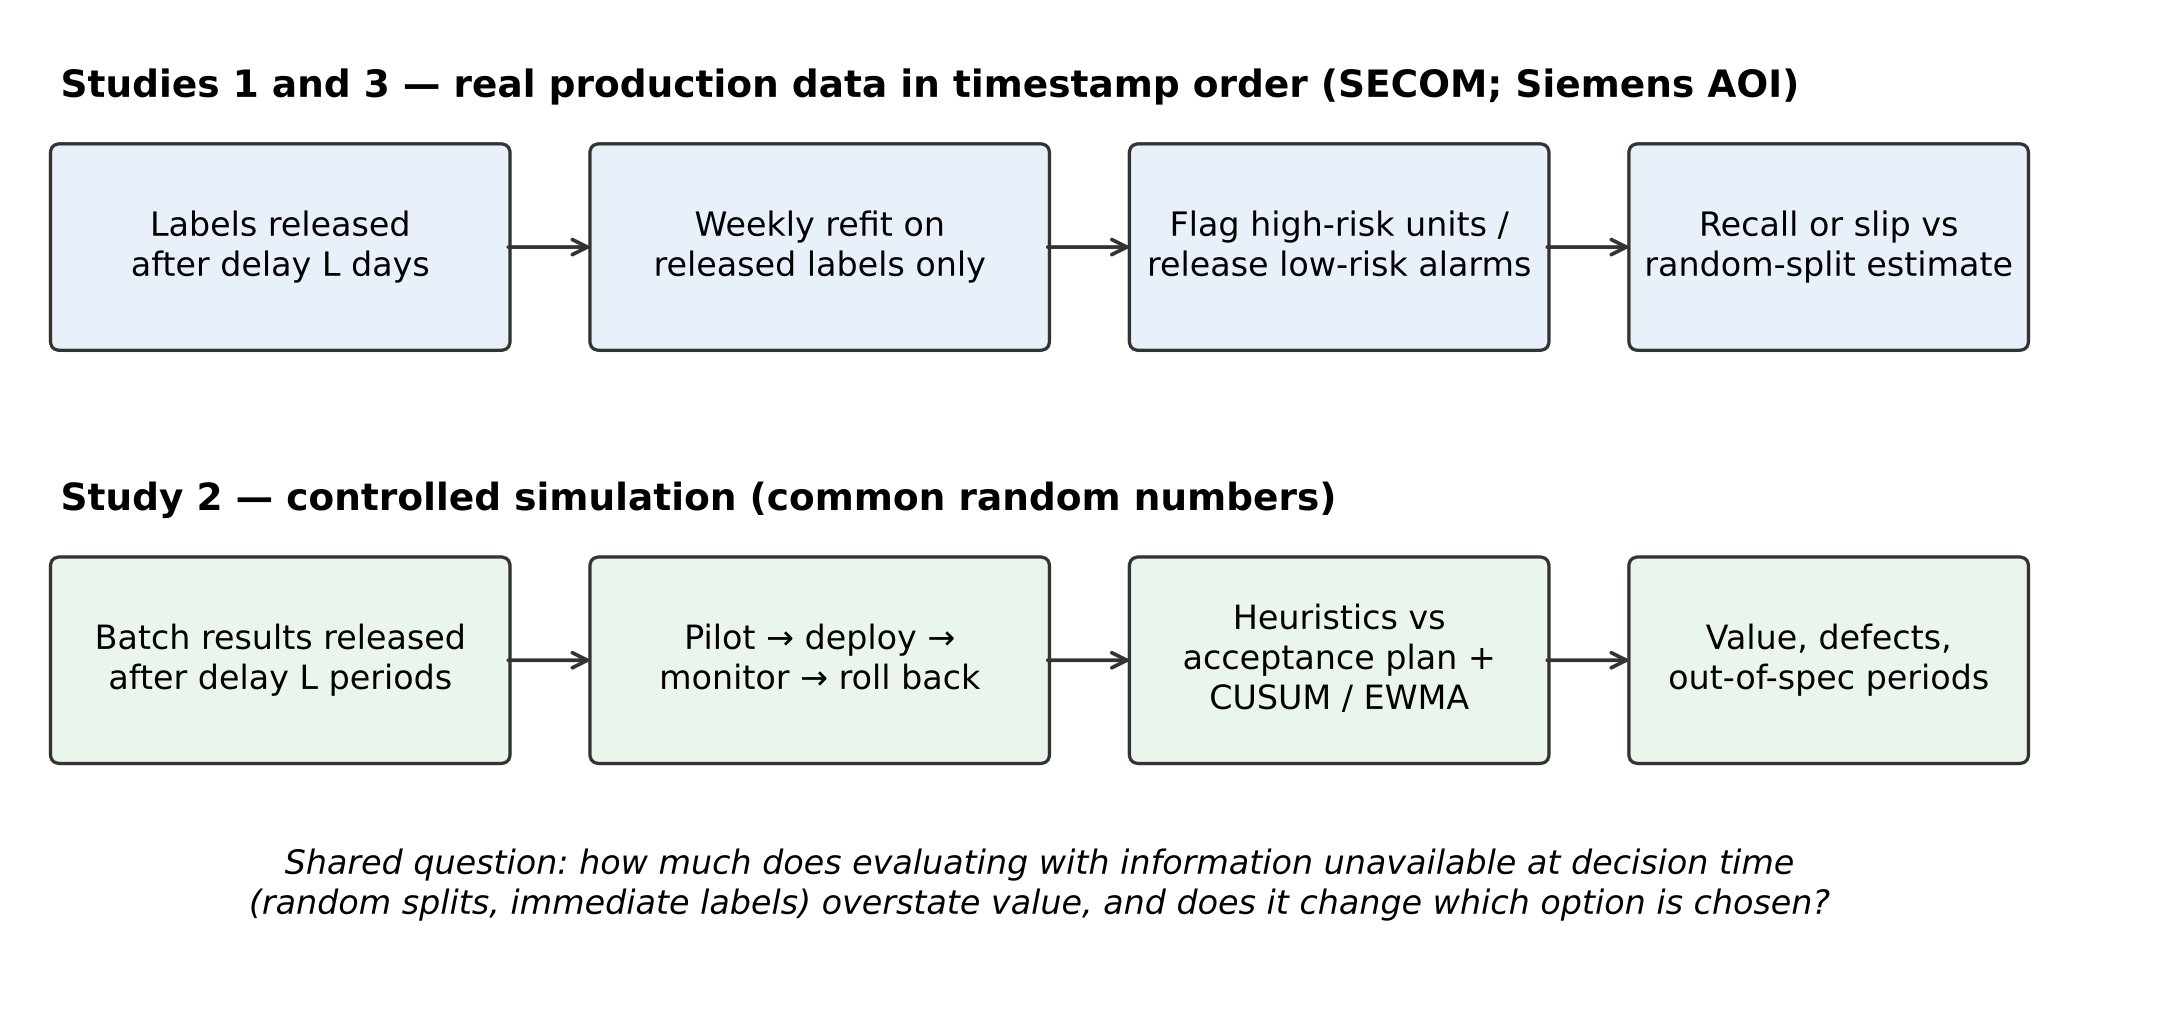 Studies 1 and 3 — real production data in timestamp order (SECOM; Siemens AOI)
Labels released
after delay L days
Weekly refit on
released labels only
Flag high-risk units /
release low-risk alarms
Recall or slip vs
random-split estimate
Study 2 — controlled simulation (common random numbers)
Batch results released
after delay L periods
Pilot → deploy →
monitor → roll back
Heuristics vs
acceptance plan +
CUSUM / EWMA
Value, defects,
out-of-spec periods
Shared question: how much does evaluating with information unavailable at decision time
(random splits, immediate labels) overstate value, and does it change which option is chosen?